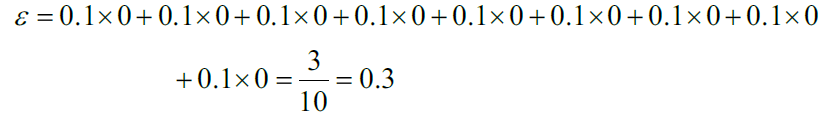 ε = 0.1×0 + 0.1×0 + 0.1×0 + 0.1×0 + 0.1×0 + 0.1×0 + 0.1×0 + 0.1×0
+ 0.1×0 = 3/10 = 0.3